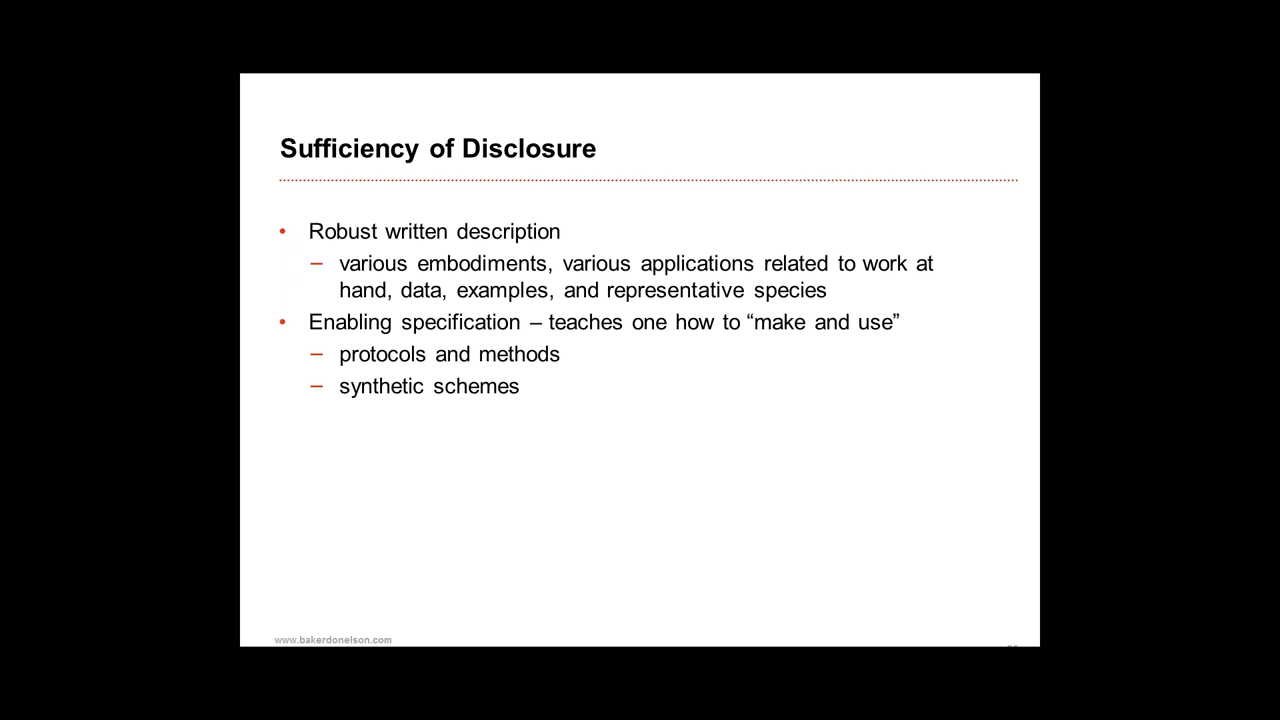 Sufficiency of Disclosure
• Robust written description
– various embodiments, various applications related to work at
hand, data, examples, and representative species
• Enabling specification – teaches one how to “make and use”
– protocols and methods
– synthetic schemes
www.bakerdonelson.com